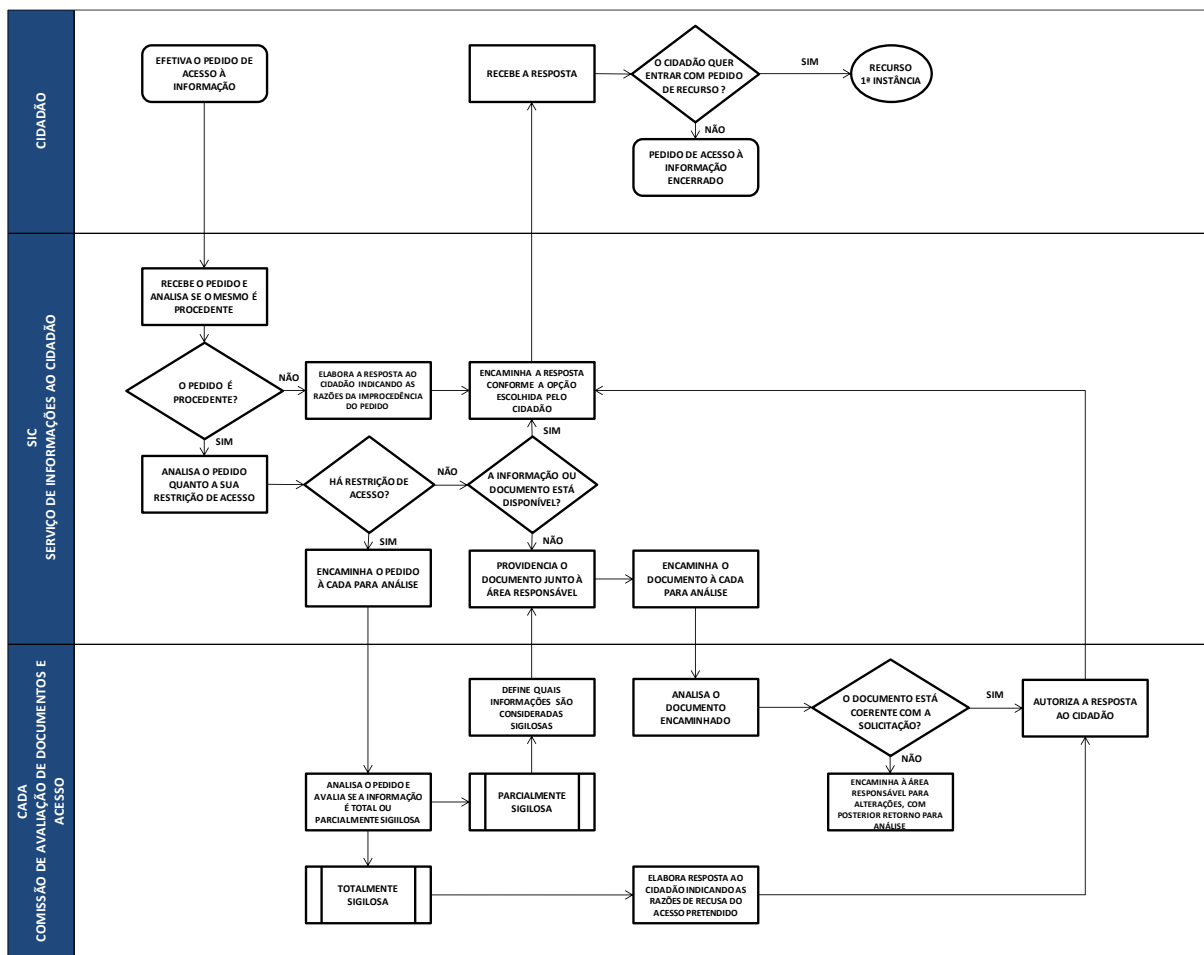 CIDADÃO
EFETIVA O PEDIDO DE
ACESSO À
INFORMAÇÃO
RECEBE A RESPOSTA
O CIDADÃO QUER
ENTRAR COM PEDIDO
DE RECURSO ?
SIM
RECURSO
1ª INSTÂNCIA
NÃO
PEDIDO DE ACESSO À
INFORMAÇÃO
ENCERRADO
SIC
SERVIÇO DE INFORMAÇÕES AO CIDADÃO
RECEBE O PEDIDO E
ANALISA SE O MESMO É
PROCEDENTE
O PEDIDO É
PROCEDENTE?
NÃO
ELABORA A RESPOSTA AO
CIDADÃO INDICANDO AS
RAZÕES DA IMPROCEDÊNCIA
DO PEDIDO
ENCAMINHA A RESPOSTA
CONFORME A OPÇÃO
ESCOLHIDA PELO
CIDADÃO
SIM
ANALISA O PEDIDO
QUANTO A SUA
RESTRIÇÃO DE ACESSO
HÁ RESTRIÇÃO DE
ACESSO?
NÃO
A INFORMAÇÃO OU
DOCUMENTO ESTÁ
DISPONÍVEL?
SIM
SIM
ENCAMINHA O PEDIDO
À CADA PARA ANÁLISE
NÃO
PROVIDENCIA O
DOCUMENTO JUNTO À
ÁREA RESPONSÁVEL
ENCAMINHA O
DOCUMENTO À CADA
PARA ANÁLISE
CADA
COMISSÃO DE AVALIAÇÃO DE DOCUMENTOS E
ACESSO
DEFINE QUAIS
INFORMAÇÕES SÃO
CONSIDERADAS
SIGILOSAS
ANALISA O
DOCUMENTO
ENCAMINHADO
O DOCUMENTO ESTÁ
COERENTE COM A
SOLICITAÇÃO?
SIM
AUTORIZA A RESPOSTA
AO CIDADÃO
NÃO
ENCAMINHA À ÁREA
RESPONSÁVEL PARA
ALTERAÇÕES, COM
POSTERIOR RETORNO PARA
ANÁLISE
ANALISA O PEDIDO E
AVALIA SE A INFORMAÇÃO
É TOTAL OU
PARCIALMENTE SIGIILOSA
PARCIALMENTE
SIGILOSA
TOTALMENTE
SIGILOSA
ELABORA RESPOSTA AO
CIDADÃO INDICANDO AS
RAZÕES DE RECUSA DO
ACESSO PRETENDIDO